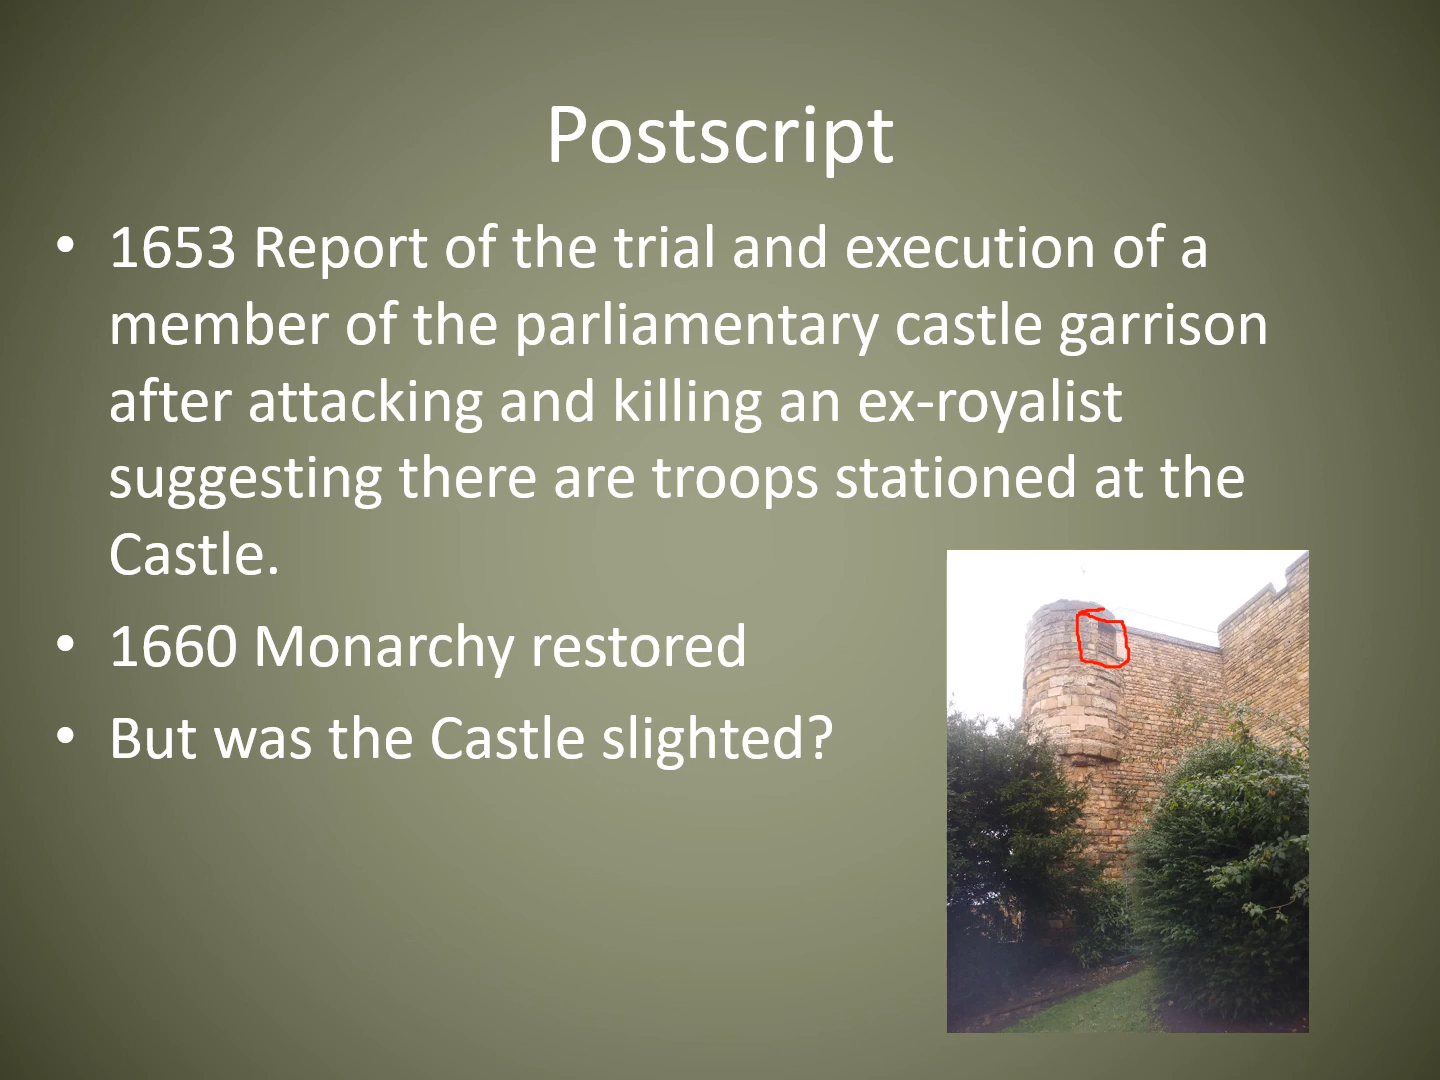 Postscript
• 1653 Report of the trial and execution of a
member of the parliamentary castle garrison
after attacking and killing an ex-royalist
suggesting there are troops stationed at the
Castle.
• 1660 Monarchy restored
• But was the Castle slighted?